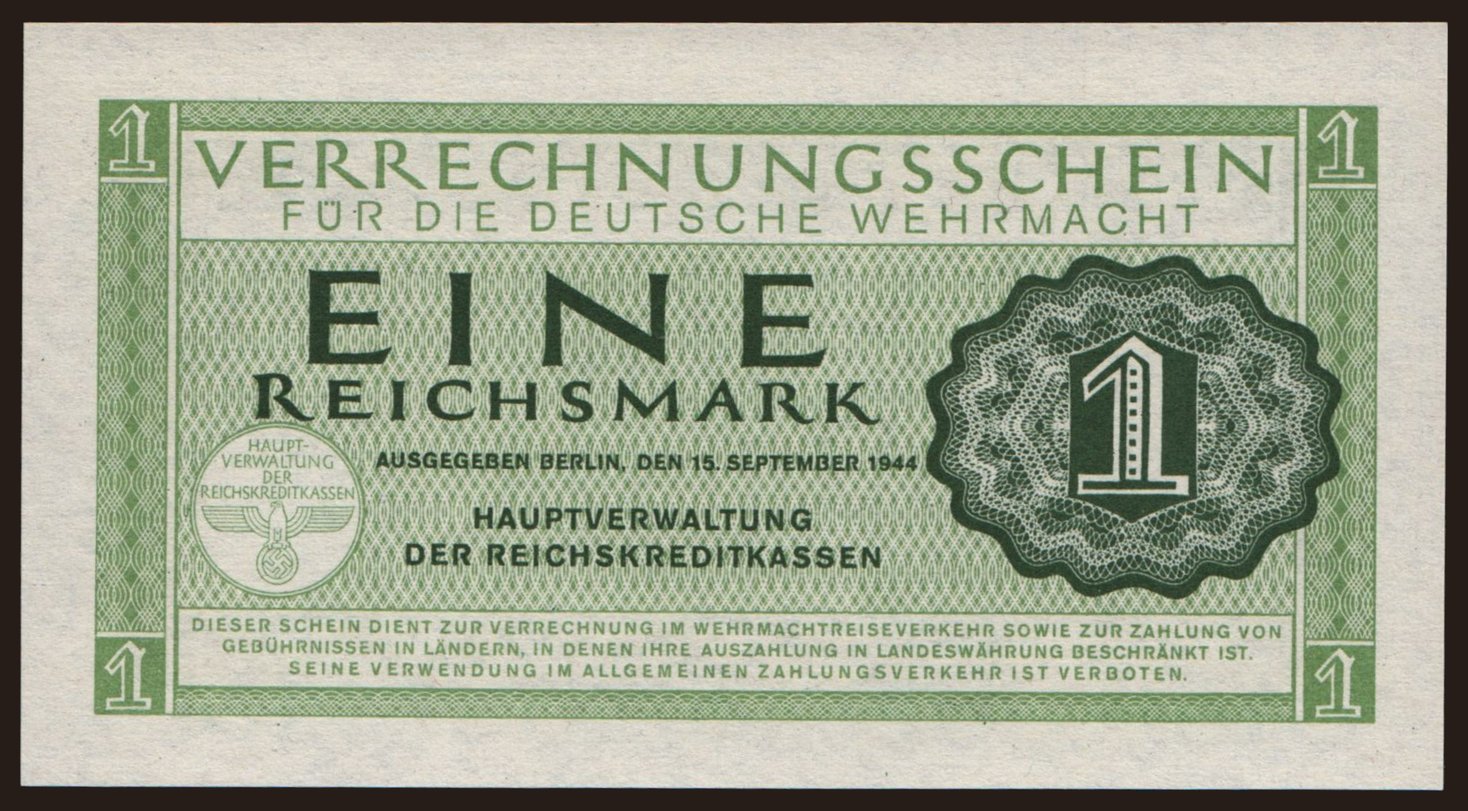 1 1
VERRECHNUNGSSCHEIN
FÜR DIE DEUTSCHE WEHRMACHT
EINE
REICHSMARK
1
HAUPT-
VERWALTUNG
DER
REICHSKREDITKASSEN
AUSGEGEBEN BERLIN, DEN 15. SEPTEMBER 1944
HAUPTVERWALTUNG
DER REICHSKREDITKASSEN
DIESER SCHEIN DIENT ZUR VERRECHNUNG IM WEHRMACHTREISEVERKEHR SOWIE ZUR ZAHLUNG VON
GEBÜHRNISSEN IN LÄNDERN, IN DENEN IHRE AUSZAHLUNG IN LANDESWÄHRUNG BESCHRÄNKT IST.
SEINE VERWENDUNG IM ALLGEMEINEN ZAHLUNGSVERKEHR IST VERBOTEN.
1 1